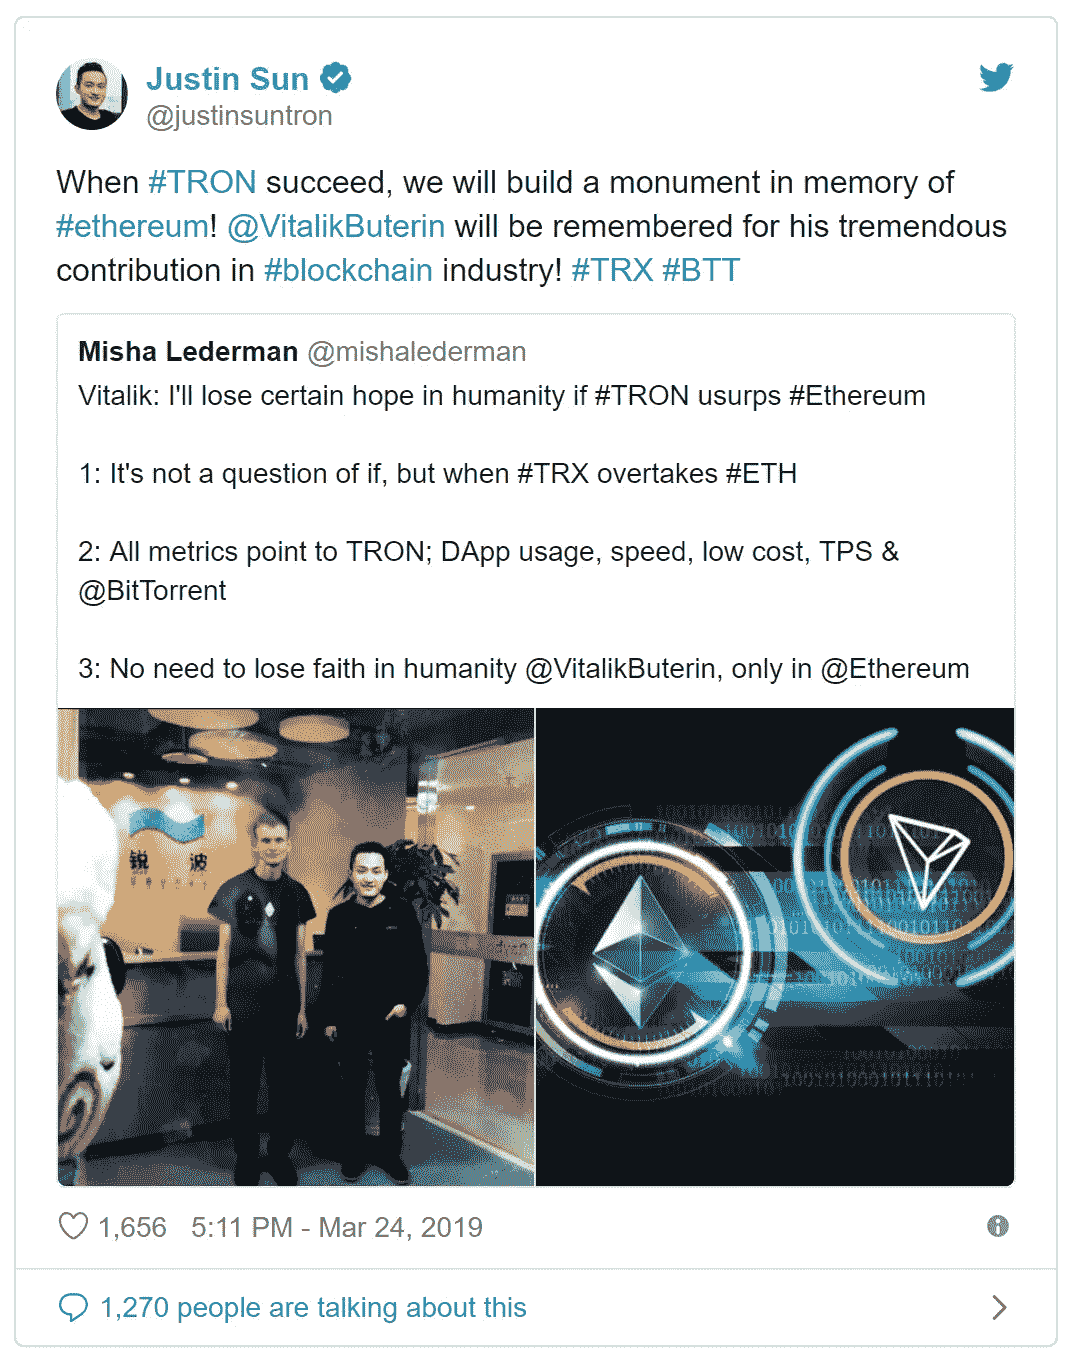 Justin Sun
@justinsuntron
When #TRON succeed, we will build a monument in memory of
#ethereum! @VitalikButerin will be remembered for his tremendous
contribution in #blockchain industry! #TRX #BTT
Misha Lederman @mishalederman
Vitalik: I'll lose certain hope in humanity if #TRON usurps #Ethereum
1: It's not a question of if, but when #TRX overtakes #ETH
2: All metrics point to TRON; DApp usage, speed, low cost, TPS &
@BitTorrent
3: No need to lose faith in humanity @VitalikButerin, only in @Ethereum
锐 波
1,656 5:11 PM - Mar 24, 2019
1,270 people are talking about this